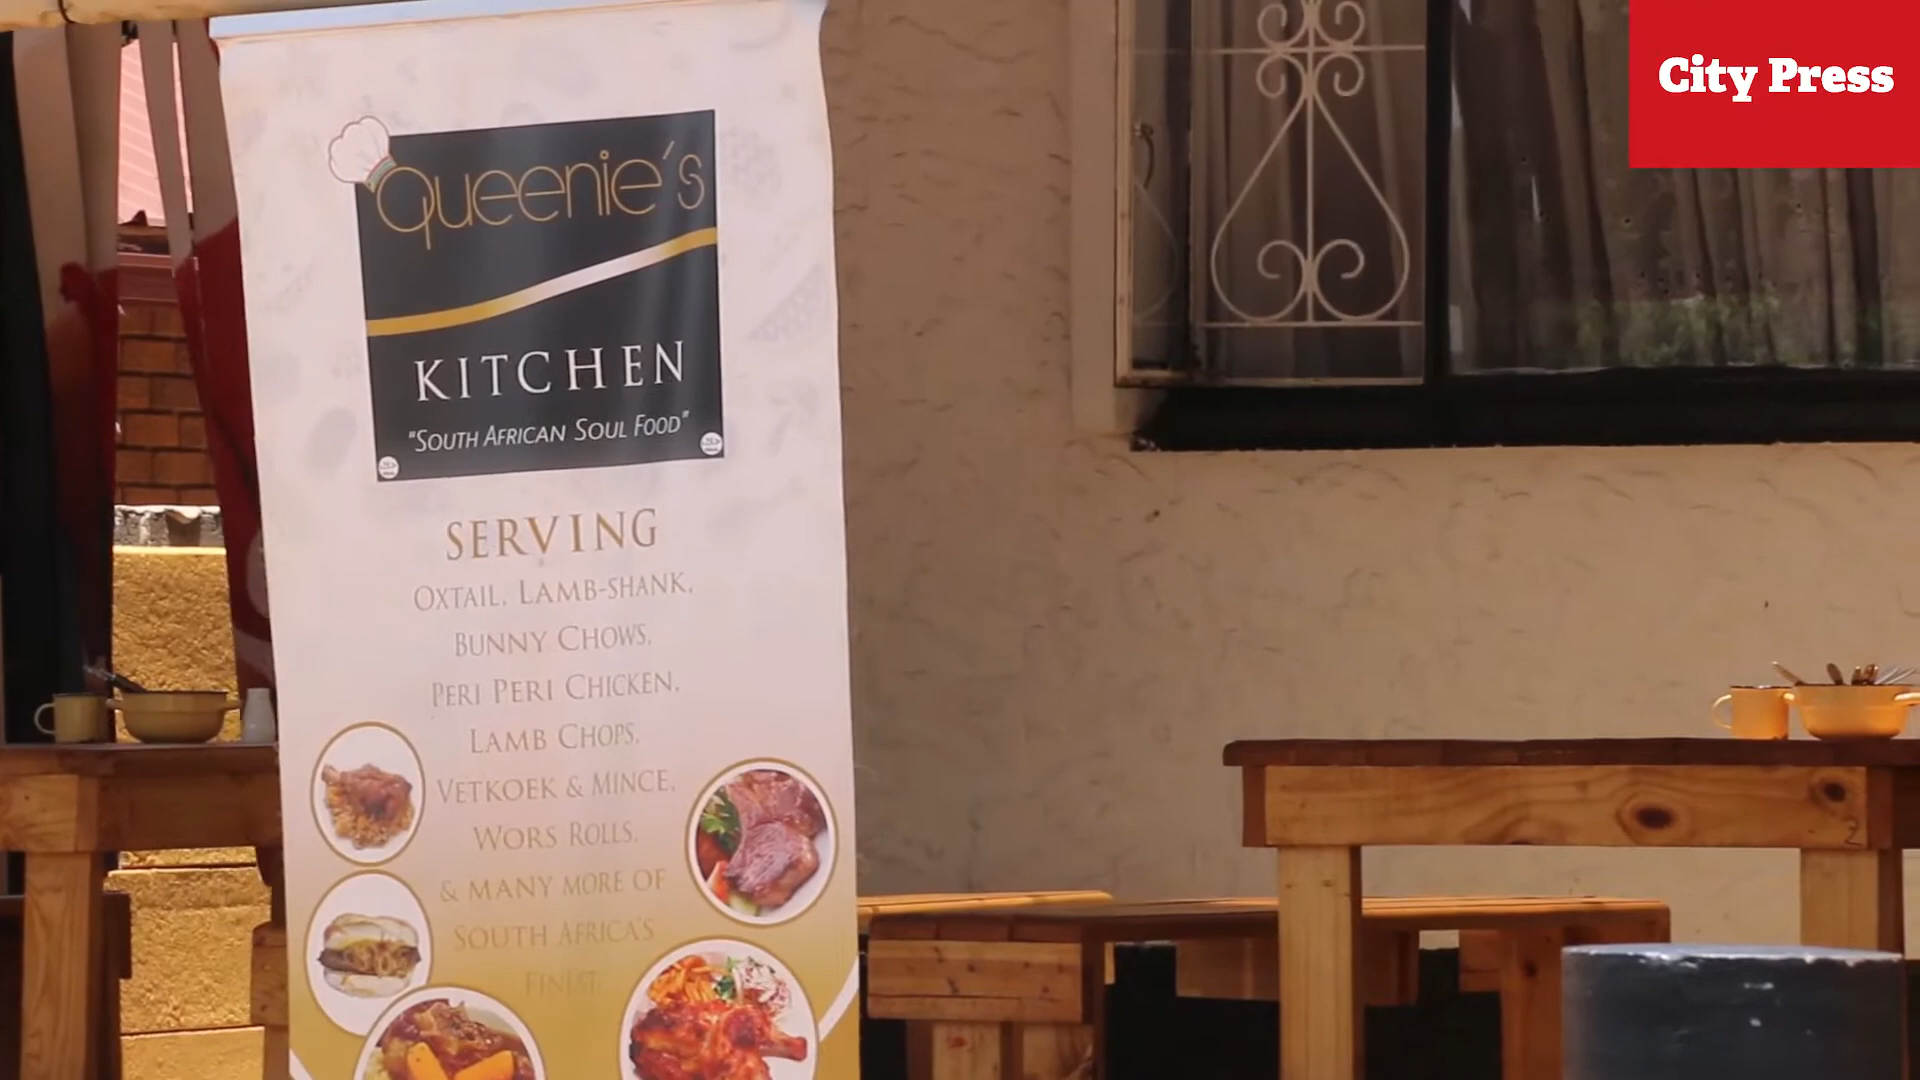 City Press
Queenie's
KITCHEN
"SOUTH AFRICAN SOUL FOOD"
SERVING
OXTAIL, LAMB-SHANK,
BUNNY CHOWS,
PERI PERI CHICKEN,
LAMB CHOPS,
VETKOEK & MINCE,
WORS ROLLS,
& MANY MORE OF
SOUTH AFRICA'S
FINEST
2